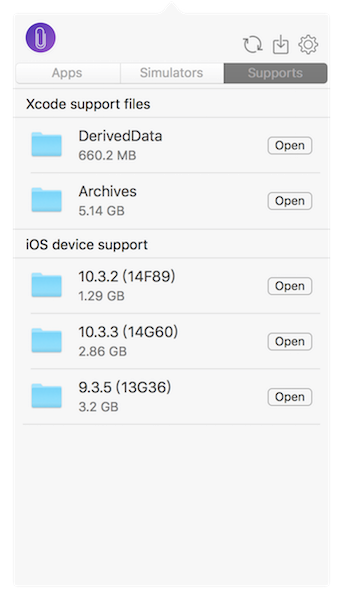 Apps Simulators Supports
Xcode support files
DerivedData
660.2 MB
Open
Archives
5.14 GB
Open
iOS device support
10.3.2 (14F89)
1.29 GB
Open
10.3.3 (14G60)
2.86 GB
Open
9.3.5 (13G36)
3.2 GB
Open